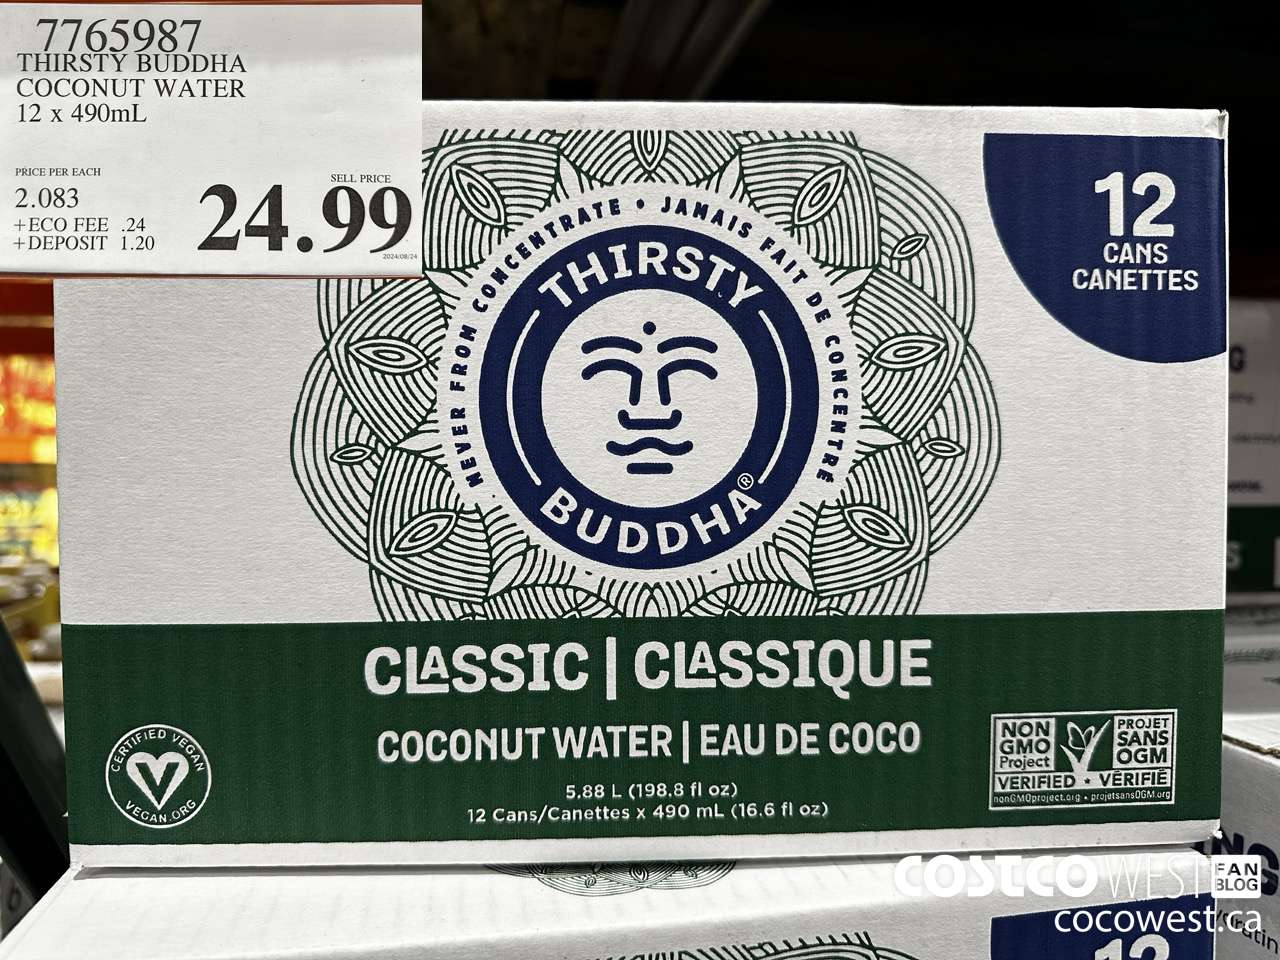 7765987
THIRSTY BUDDHA
COCONUT WATER
12 x 490mL
PRICE PER EACH
2.083
+ECO FEE .24
+DEPOSIT 1.20
SELL PRICE
24.99
2024/08/24
NEVER FROM CONCENTRATE • JAMAIS FAIT DE CONCENTRÉ
THIRSTY
BUDDHA®
12
CANS
CANETTES
CLASSIC | CLASSIQUE
COCONUT WATER | EAU DE COCO
5.88 L (198.8 fl oz)
12 Cans/Canettes x 490 mL (16.6 fl oz)
CERTIFIED VEGAN
VEGAN.ORG
NON
GMO
Project
PROJET
SANS
OGM
VERIFIED • VÉRIFIÉ
nonGMOproject.org • projetsansOGM.org
COSTCO WEST
FAN
BLOG
cocowest.ca
12